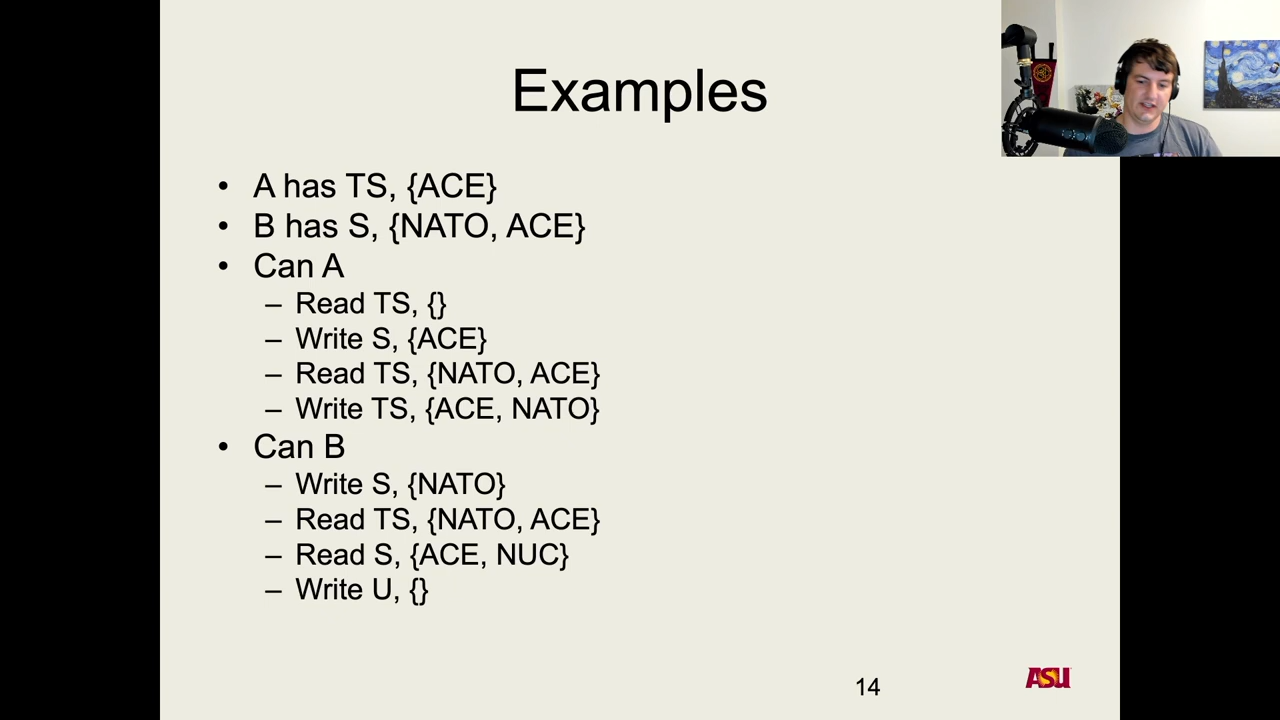 Examples
• A has TS, {ACE}
• B has S, {NATO, ACE}
• Can A
– Read TS, {}
– Write S, {ACE}
– Read TS, {NATO, ACE}
– Write TS, {ACE, NATO}
• Can B
– Write S, {NATO}
– Read TS, {NATO, ACE}
– Read S, {ACE, NUC}
– Write U, {}
14
ASU